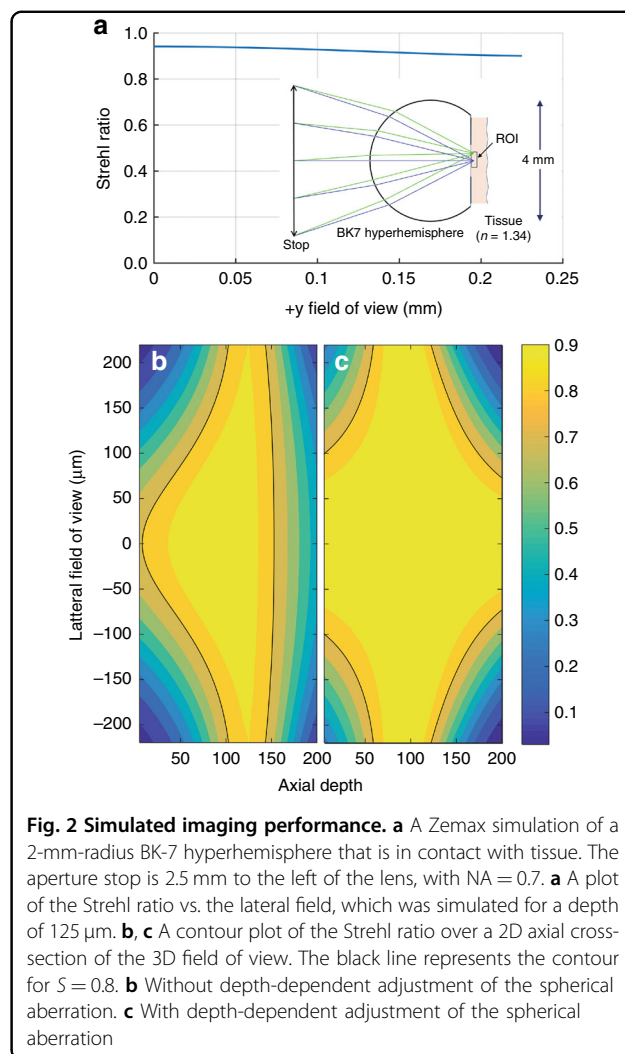 a
1.0
0.8
0.6
0.4
0.2
0.0
Strehl ratio
0
0.05
0.1
0.15
0.2
0.25
+y field of view (mm)
Stop
BK7 hyperhemisphere
ROI
4 mm
Tissue
(n = 1.34)
b
c
200
150
100
50
0
−50
−100
−150
−200
Latteral field of view (μm)
50 100 150 200
50 100 150 200
Axial depth
0.9
0.8
0.7
0.6
0.5
0.4
0.3
0.2
0.1
Fig. 2 Simulated imaging performance. a A Zemax simulation of a
2-mm-radius BK-7 hyperhemisphere that is in contact with tissue. The
aperture stop is 2.5 mm to the left of the lens, with NA = 0.7. a A plot
of the Strehl ratio vs. the lateral field, which was simulated for a depth
of 125 μm. b, c A contour plot of the Strehl ratio over a 2D axial cross-
section of the 3D field of view. The black line represents the contour
for S = 0.8. b Without depth-dependent adjustment of the spherical
aberration. c With depth-dependent adjustment of the spherical
aberration